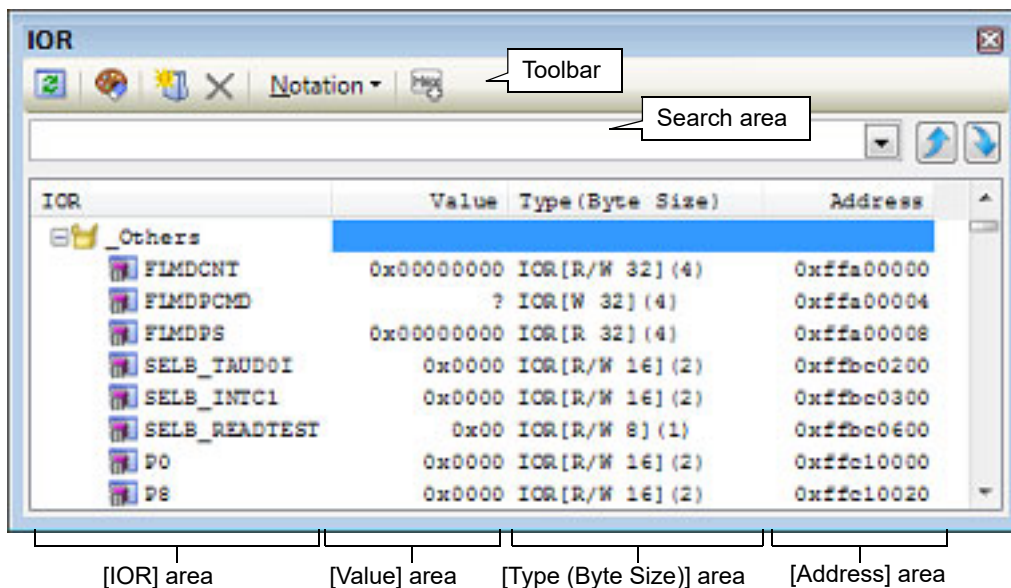 IOR
Notation
Hex
Toolbar
Search area
IOR Value Type(Byte Size) Address
_Others
FLMDCNT 0x00000000 IOR[R/W 32](4) 0xffa00000
FLMDPCMD ? IOR[W 32](4) 0xffa00004
FLMDPS 0x00000000 IOR[R 32](4) 0xffa00008
SELB_TAUD0I 0x0000 IOR[R/W 16](2) 0xffbc0200
SELB_INTC1 0x0000 IOR[R/W 16](2) 0xffbc0300
SELB_READTEST 0x00 IOR[R/W 8](1) 0xffbc0600
P0 0x0000 IOR[R/W 16](2) 0xffc10000
P8 0x0000 IOR[R/W 16](2) 0xffc10020
[IOR] area [Value] area [Type (Byte Size)] area [Address] area